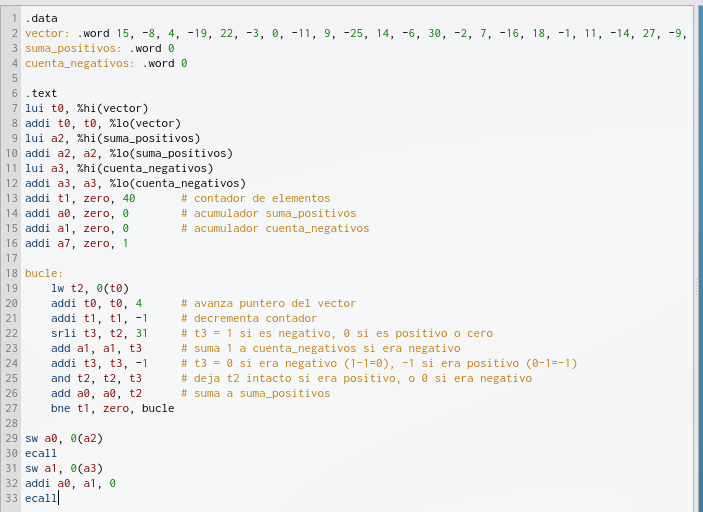 1 .data
2 vector: .word 15, -8, 4, -19, 22, -3, 0, -11, 9, -25, 14, -6, 30, -2, 7, -16, 18, -1, 11, -14, 27, -9,
3 suma_positivos: .word 0
4 cuenta_negativos: .word 0
5
6 .text
7 lui t0, %hi(vector)
8 addi t0, t0, %lo(vector)
9 lui a2, %hi(suma_positivos)
10 addi a2, a2, %lo(suma_positivos)
11 lui a3, %hi(cuenta_negativos)
12 addi a3, a3, %lo(cuenta_negativos)
13 addi t1, zero, 40 # contador de elementos
14 addi a0, zero, 0 # acumulador suma_positivos
15 addi a1, zero, 0 # acumulador cuenta_negativos
16 addi a7, zero, 1
17
18 bucle:
19 lw t2, 0(t0)
20 addi t0, t0, 4 # avanza puntero del vector
21 addi t1, t1, -1 # decrementa contador
22 srli t3, t2, 31 # t3 = 1 si es negativo, 0 si es positivo o cero
23 add a1, a1, t3 # suma 1 a cuenta_negativos si era negativo
24 addi t3, t3, -1 # t3 = 0 si era negativo (1-1=0), -1 si era positivo (0-1=-1)
25 and t2, t2, t3 # deja t2 intacto si era positivo, o 0 si era negativo
26 add a0, a0, t2 # suma a suma_positivos
27 bne t1, zero, bucle
28
29 sw a0, 0(a2)
30 ecall
31 sw a1, 0(a3)
32 addi a0, a1, 0
33 ecall